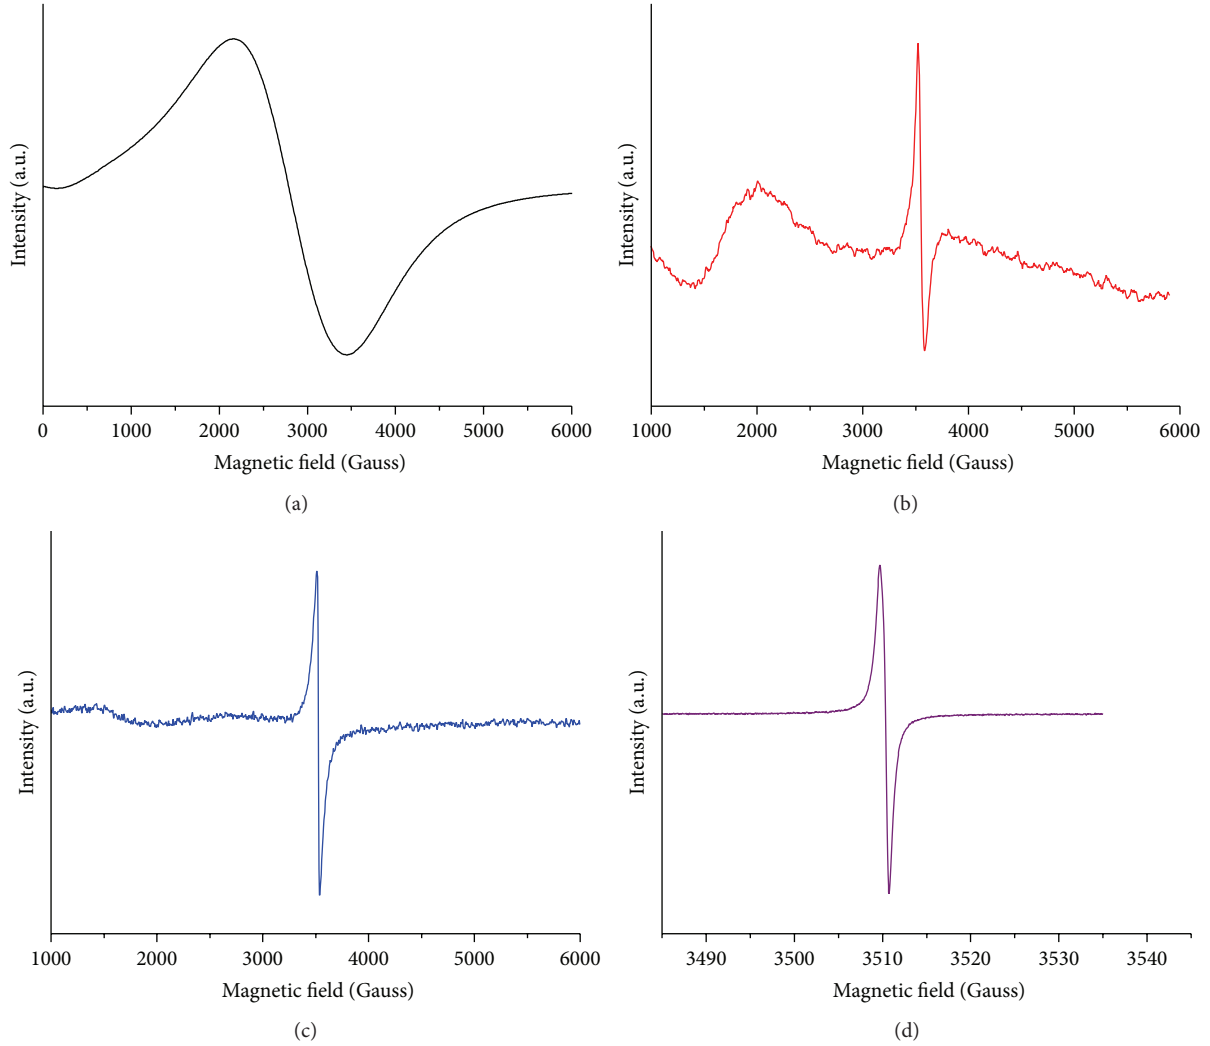 Intensity (a.u.)
0 1000 2000 3000 4000 5000 6000
Magnetic field (Gauss)
(a)
Intensity (a.u.)
1000 2000 3000 4000 5000 6000
Magnetic field (Gauss)
(b)
Intensity (a.u.)
1000 2000 3000 4000 5000 6000
Magnetic field (Gauss)
(c)
Intensity (a.u.)
3490 3500 3510 3520 3530 3540
Magnetic field (Gauss)
(d)